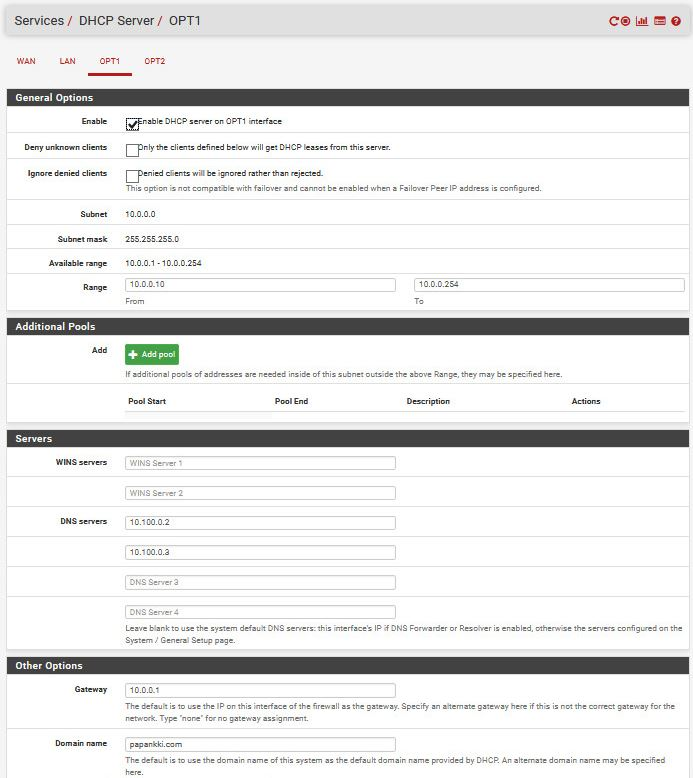 Services / DHCP Server / OPT1
WAN LAN OPT1 OPT2
General Options
Enable Enable DHCP server on OPT1 interface
Deny unknown clients Only the clients defined below will get DHCP leases from this server.
Ignore denied clients Denied clients will be ignored rather than rejected.
This option is not compatible with failover and cannot be enabled when a Failover Peer IP address is configured.
Subnet 10.0.0.0
Subnet mask 255.255.255.0
Available range 10.0.0.1 - 10.0.0.254
Range 10.0.0.10 10.0.0.254
From To
Additional Pools
Add Add pool
If additional pools of addresses are needed inside of this subnet outside the above Range, they may be specified here.
Pool Start Pool End Description Actions
Servers
WINS servers WINS Server 1
WINS Server 2
DNS servers 10.100.0.2
10.100.0.3
DNS Server 3
DNS Server 4
Leave blank to use the system default DNS servers: this interface's IP if DNS Forwarder or Resolver is enabled, otherwise the servers configured on the
System / General Setup page.
Other Options
Gateway 10.0.0.1
The default is to use the IP on this interface of the firewall as the gateway. Specify an alternate gateway here if this is not the correct gateway for the
network. Type "none" for no gateway assignment.
Domain name papankki.com
The default is to use the domain name of this system as the default domain name provided by DHCP. An alternate domain name may be specified
here.